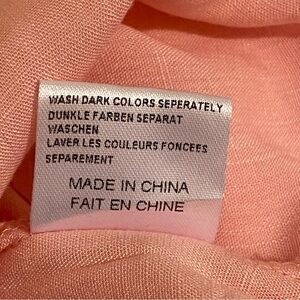 WASH DARK COLORS SEPERATELY
DUNKLE FARBEN SEPARAT
WASCHEN
LAVER LES COULEURS FONCEES
SEPAREMENT
MADE IN CHINA
FAIT EN CHINE